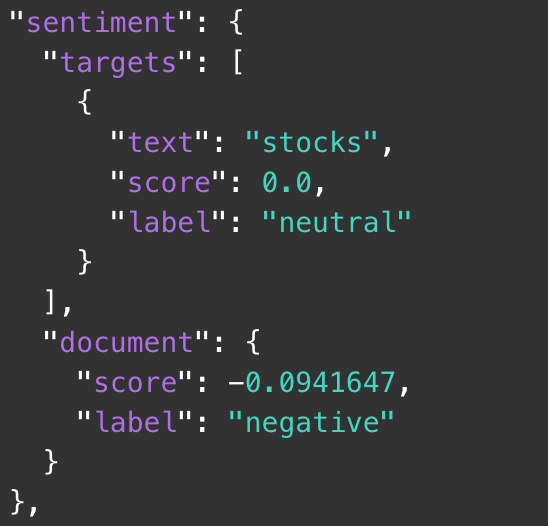 "sentiment": {
  "targets": [
    {
      "text": "stocks",
      "score": 0.0,
      "label": "neutral"
    }
  ],
  "document": {
    "score": -0.0941647,
    "label": "negative"
  }
},